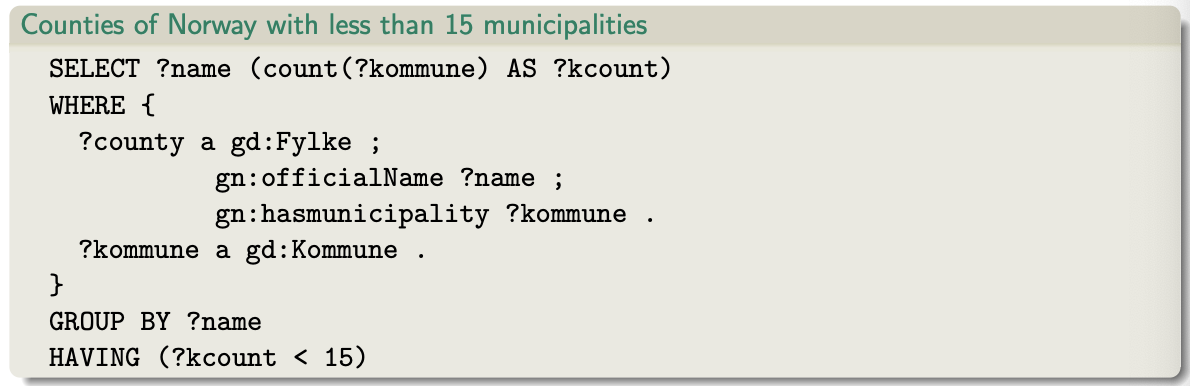 Counties of Norway with less than 15 municipalities
SELECT ?name (count(?kommune) AS ?kcount)
WHERE {
?county a gd:Fylke ;
gn:officialName ?name ;
gn:hasmunicipality ?kommune .
?kommune a gd:Kommune .
}
GROUP BY ?name
HAVING (?kcount < 15)